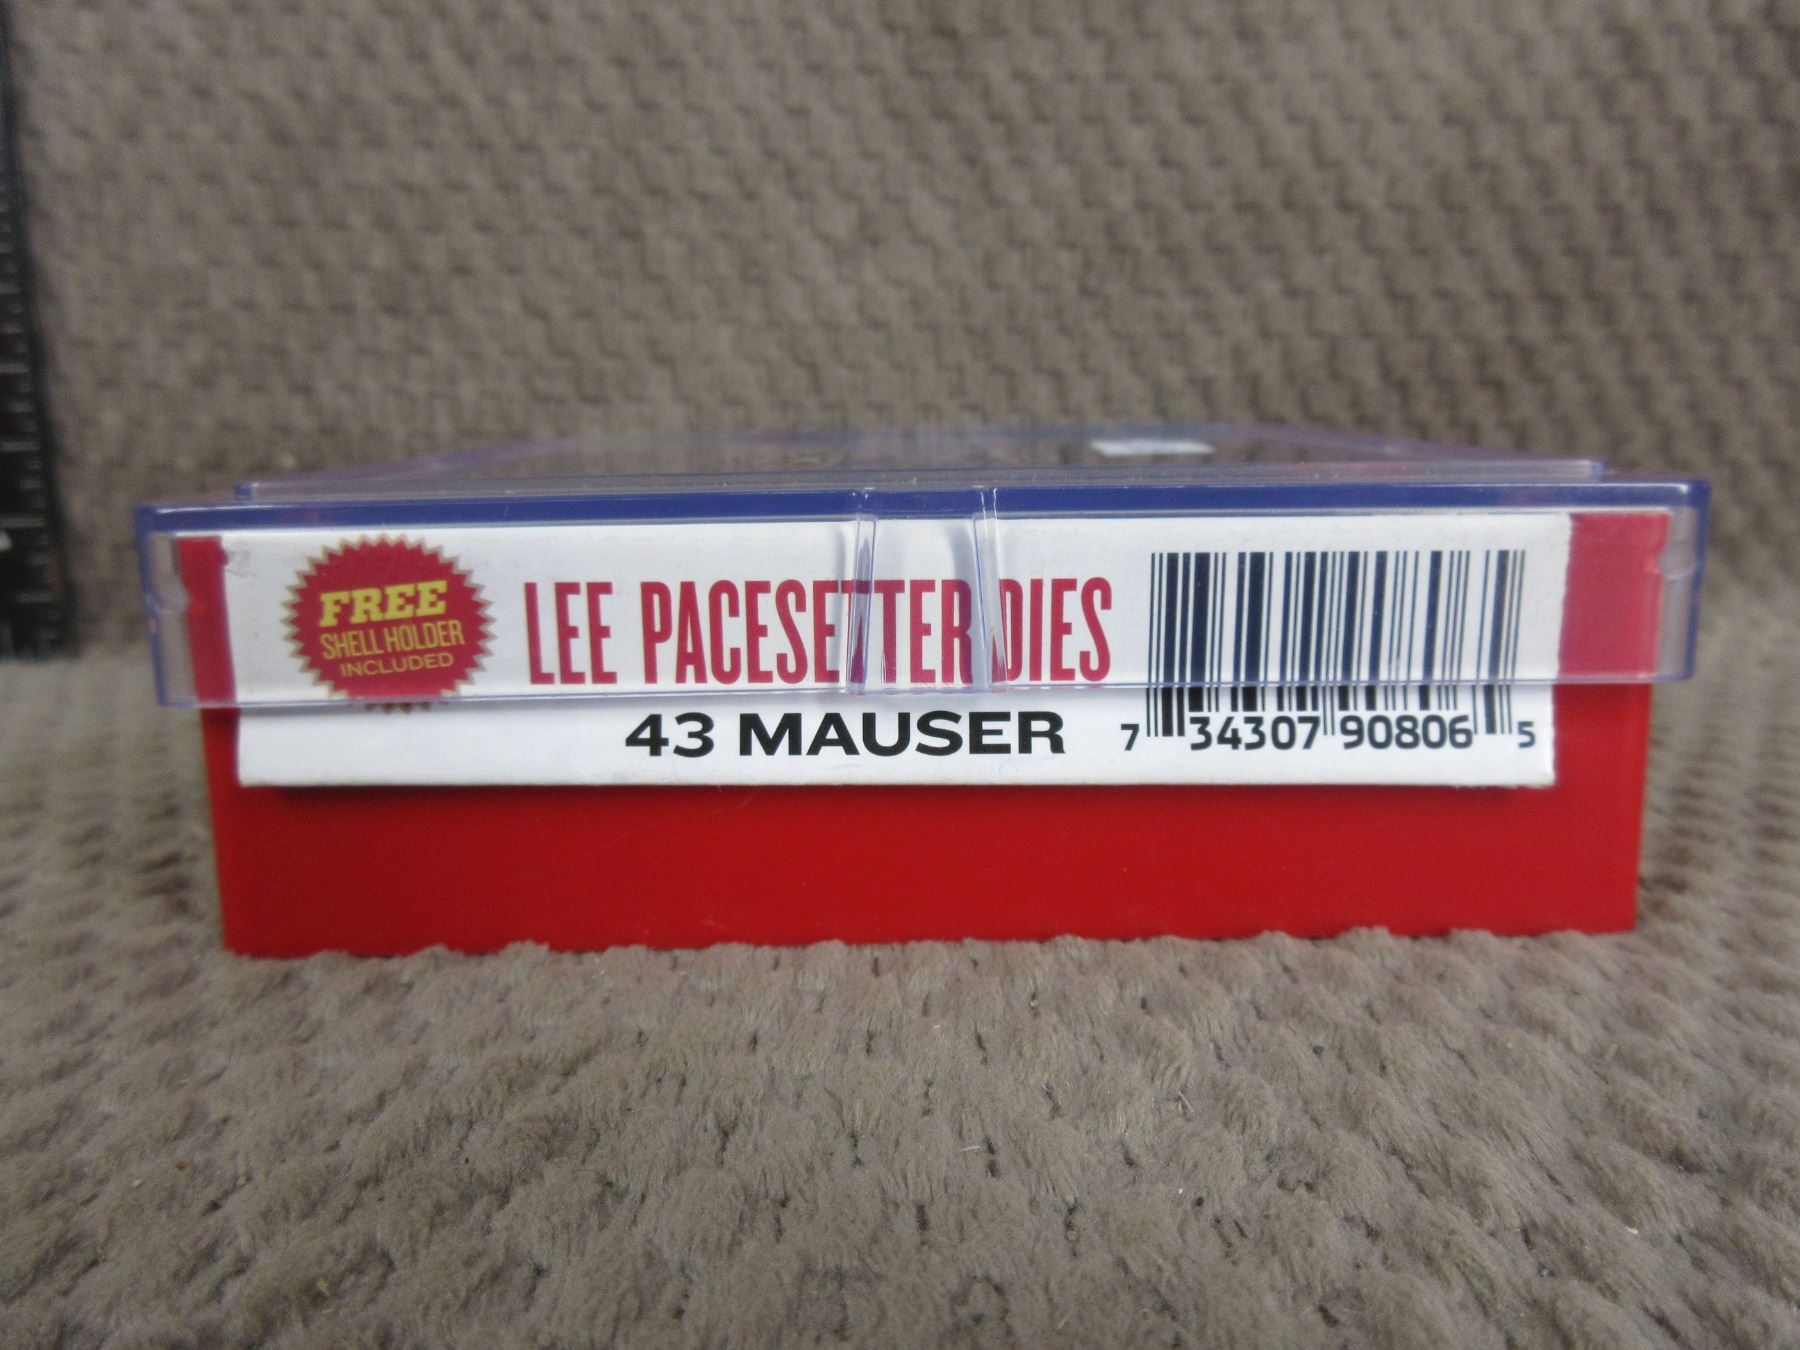 FREE
SHELL HOLDER
INCLUDED
LEE PACESETTER DIES
43 MAUSER
7 34307 90806 5